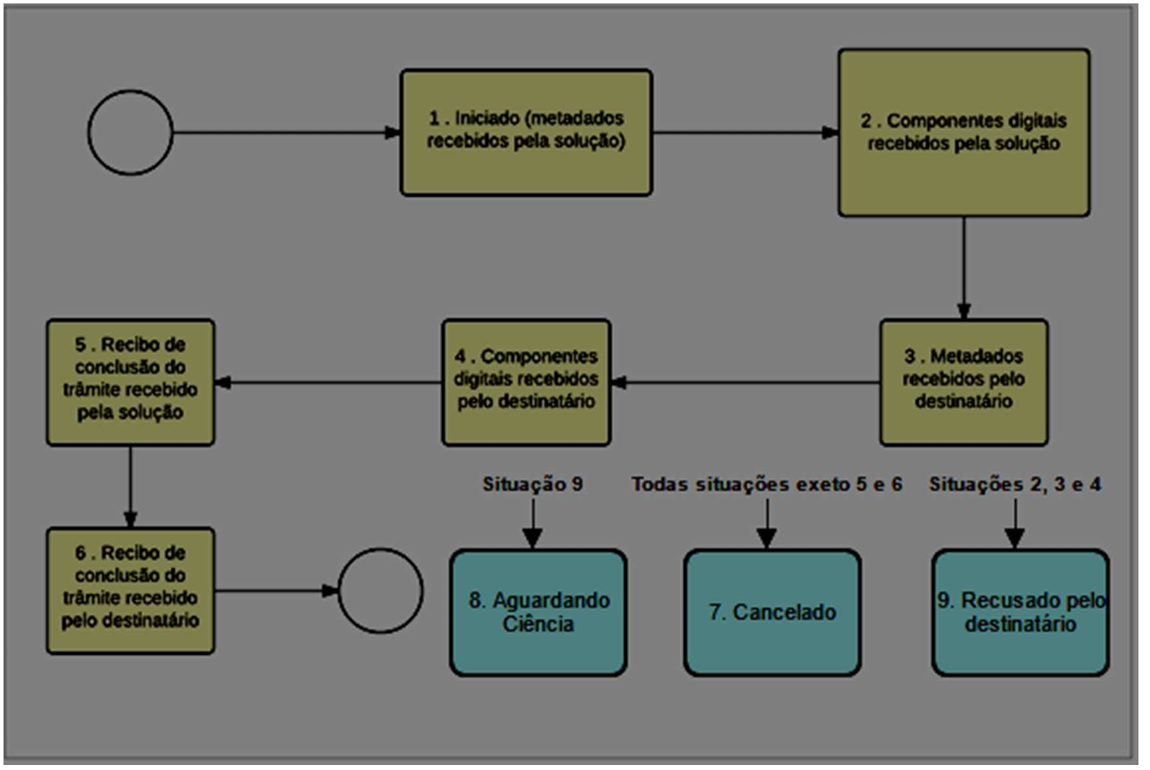 1 . Iniciado (metadados
recebidos pela solução)
2 . Componentes digitais
recebidos pela solução
5 . Recibo de
conclusão do
trâmite recebido
pela solução
4 . Componentes
digitais recebidos
pelo destinatário
3 . Metadados
recebidos pelo
destinatário
Situação 9
Todas situações exeto 5 e 6
Situações 2, 3 e 4
6 . Recibo de
conclusão do
trâmite recebido
pelo destinatário
8. Aguardando
Ciência
7. Cancelado
9. Recusado pelo
destinatário